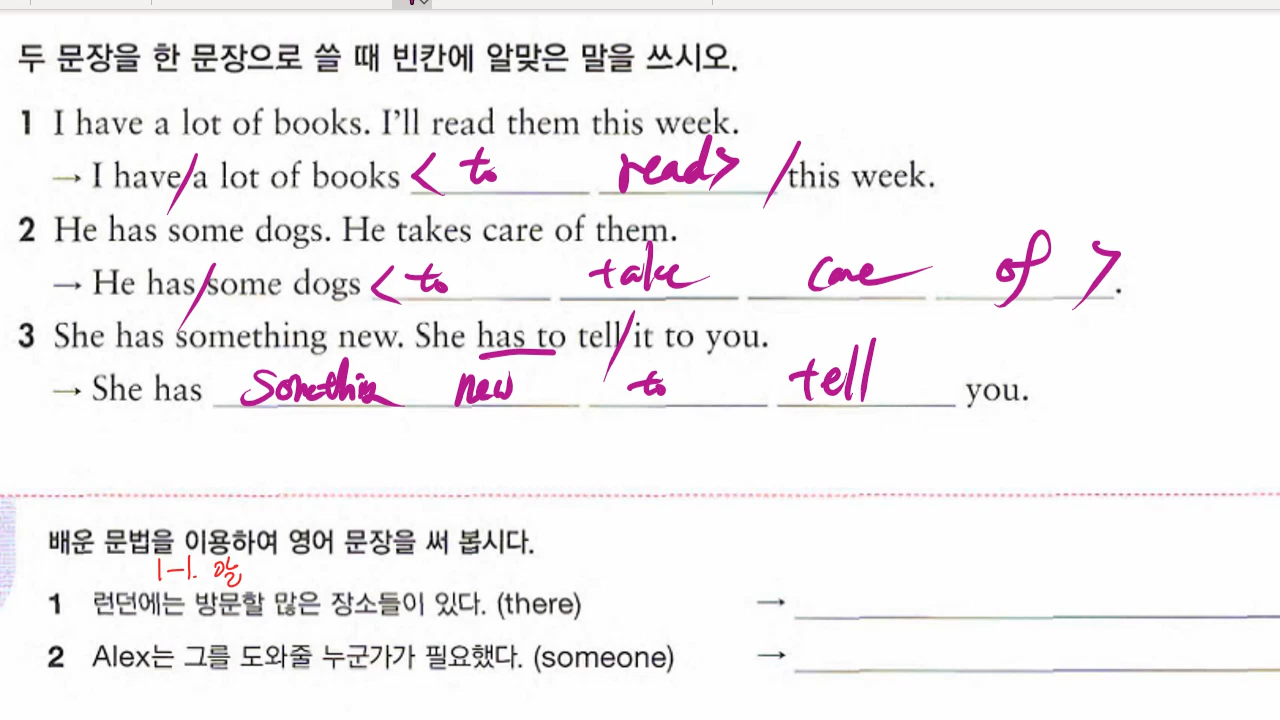 두 문장을 한 문장으로 쓸 때 빈칸에 알맞은 말을 쓰시오.
1 I have a lot of books. I'll read them this week.
→ I have / a lot of books < to read > / this week.
2 He has some dogs. He takes care of them.
→ He has / some dogs < to take care of > .
3 She has something new. She has to tell / it to you.
→ She has something new to tell you.
배운 문법을 이용하여 영어 문장을 써 봅시다.
1-1. 알
1 런던에는 방문할 많은 장소들이 있다. (there) →
2 Alex는 그를 도와줄 누군가가 필요했다. (someone) →